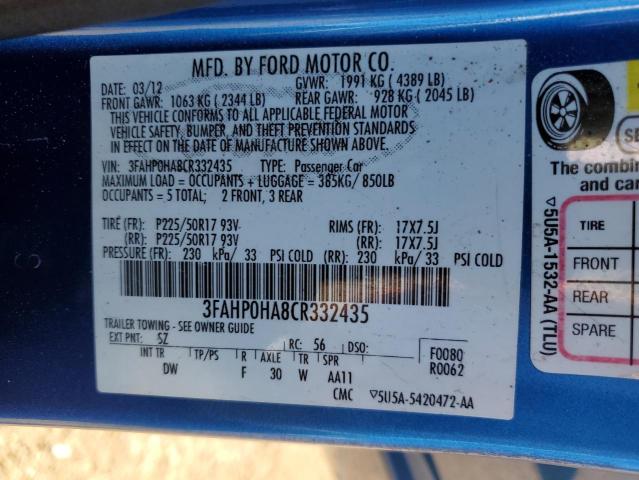 MFD. BY FORD MOTOR CO.
DATE: 03/12 GVWR: 1991 KG ( 4389 LB)
FRONT GAWR: 1063 KG ( 2344 LB) REAR GAWR: 928 KG ( 2045 LB)
THIS VEHICLE CONFORMS TO ALL APPLICABLE FEDERAL MOTOR
VEHICLE SAFETY, BUMPER, AND THEFT PREVENTION STANDARDS
IN EFFECT ON THE DATE OF MANUFACTURE SHOWN ABOVE.
VIN: 3FAHP0HA8CR332435 TYPE: Passenger Car
MAXIMUM LOAD = OCCUPANTS + LUGGAGE = 385KG/ 850LB
OCCUPANTS = 5 TOTAL; 2 FRONT, 3 REAR
TIRE (FR): P225/50R17 93V RIMS (FR): 17X7.5J
(RR): P225/50R17 93V (RR): 17X7.5J
PRESSURE (FR): 230 kPa/ 33 PSI COLD (RR): 230 kPa/ 33 PSI COLD
3FAHP0HA8CR332435
TRAILER TOWING - SEE OWNER GUIDE
EXT PNT: SZ RC: 56 DSO: F0080
INT TR TP/PS R AXLE TR SPR R0062
DW F 30 W AA11
CMC ▽5U5A-5420472-AA
The combin
and car
TIRE
FRONT
REAR
SPARE
▽5U5A-1532-AA (TLU)